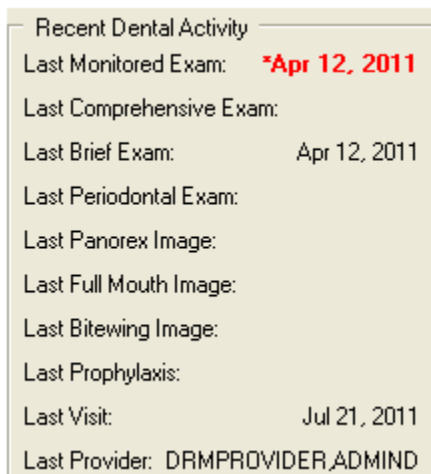 Recent Dental Activity
Last Monitored Exam: *Apr 12, 2011
Last Comprehensive Exam:
Last Brief Exam: Apr 12, 2011
Last Periodontal Exam:
Last Panorex Image:
Last Full Mouth Image:
Last Bitewing Image:
Last Prophylaxis:
Last Visit: Jul 21, 2011
Last Provider: DRMPROVIDER,ADMIND